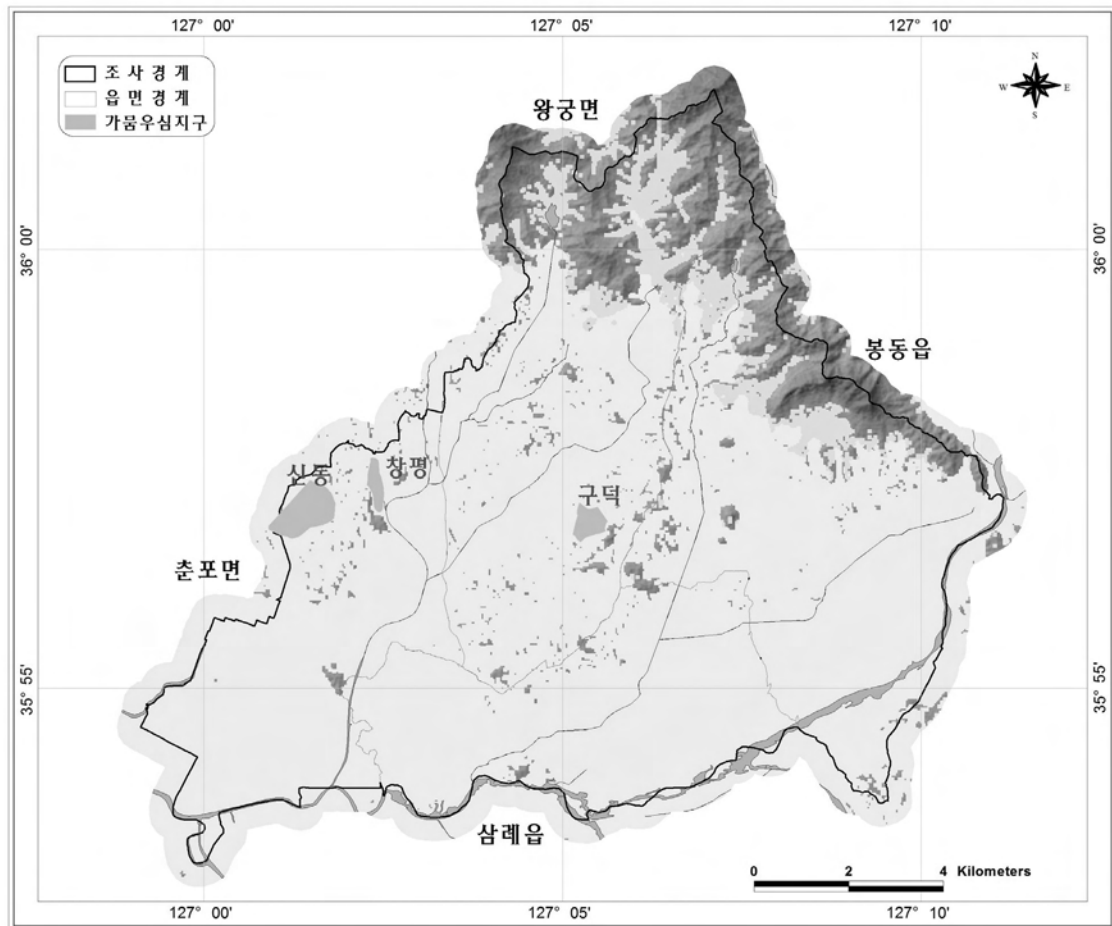 127° 00'
127° 05'
127° 10'
조 사 경 계
읍 면 경 계
가뭄우심지구
N
W
E
S
왕궁면
36° 00'
36° 00'
봉동읍
신동
창평
구덕
춘포면
35° 55'
35° 55'
삼례읍
0 2 4 Kilometers
127° 00'
127° 05'
127° 10'